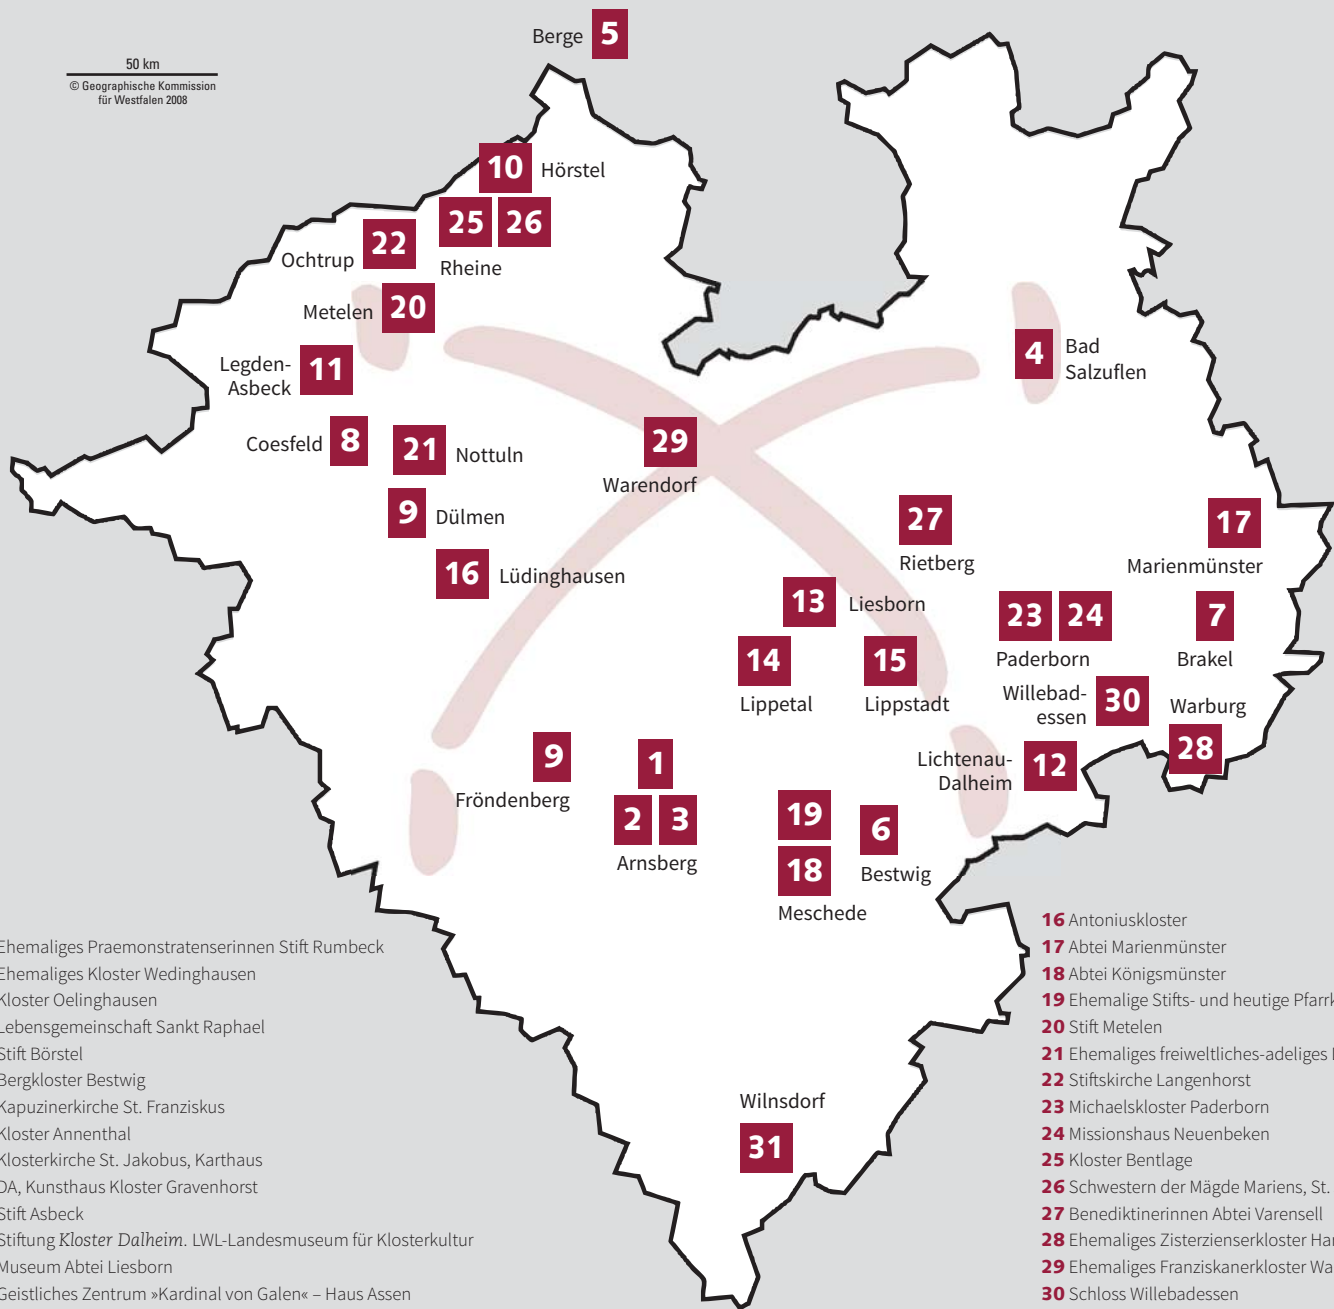 Berge 5
50 km
© Geographische Kommission
für Westfalen 2008
10 Hörstel
25 26
Rheine
22
Ochtrup
Metelen 20
Legden-
Asbeck 11
4 Bad
Salzuflen
Coesfeld 8
21 Nottuln
29
Warendorf
9 Dülmen
27
Rietberg
17
Marienmünster
16 Lüdinghausen
13 Liesborn
23 24
Paderborn
7
Brakel
14
Lippetal
15
Lippstadt
Willebad-
essen 30
Warburg
28
Lichtenau-
Dalheim 12
9
Fröndenberg
1
2 3
Arnsberg
19
18
Meschede
6
Bestwig
Wilnsdorf
31
Ehemaliges Praemonstratenserinnen Stift Rumbeck
Ehemaliges Kloster Wedinghausen
Kloster Oelinghausen
Lebensgemeinschaft Sankt Raphael
Stift Börstel
Bergkloster Bestwig
Kapuzinerkirche St. Franziskus
Kloster Annenthal
Klosterkirche St. Jakobus, Karthaus
DA, Kunsthaus Kloster Gravenhorst
Stift Asbeck
Stiftung Kloster Dalheim. LWL-Landesmuseum für Klosterkultur
Museum Abtei Liesborn
Geistliches Zentrum »Kardinal von Galen« – Haus Assen
16 Antoniuskloster
17 Abtei Marienmünster
18 Abtei Königsmünster
19 Ehemalige Stifts- und heutige
20 Stift Metelen
21 Ehemaliges freiweltliches-adeliges
22 Stiftskirche Langenhorst
23 Michaelskloster Paderborn
24 Missionshaus Neuenbeken
25 Kloster Bentlage
26 Schwestern der Mägde Mariens, St.
27 Benediktinerinnen Abtei Varensell
28 Ehemaliges Zisterzienserkloster
29 Ehemaliges Franziskanerkloster
30 Schloss Willebadessen